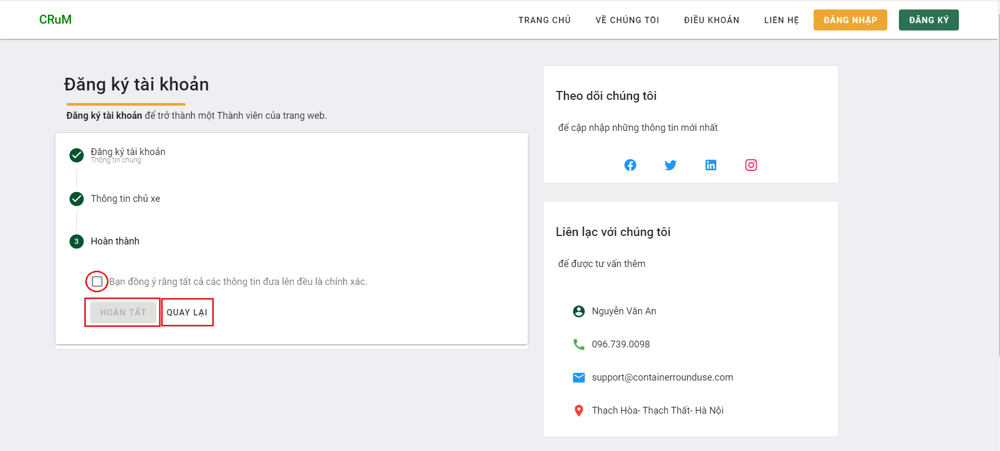 CRuM
TRANG CHỦ VỀ CHÚNG TÔI ĐIỀU KHOẢN LIÊN HỆ ĐĂNG NHẬP ĐĂNG KÝ
Đăng ký tài khoản
Đăng ký tài khoản để trở thành một Thành viên của trang web.
Đăng ký tài khoản
Thông tin chung
Thông tin chủ xe
3 Hoàn thành
Bạn đồng ý rằng tất cả các thông tin đưa lên đều là chính xác.
HOÀN TẤT QUAY LẠI
Theo dõi chúng tôi
để cập nhập những thông tin mới nhất
Liên lạc với chúng tôi
để được tư vấn thêm
Nguyễn Văn An
096.739.0098
support@containerrounduse.com
Thạch Hòa- Thạch Thất- Hà Nội